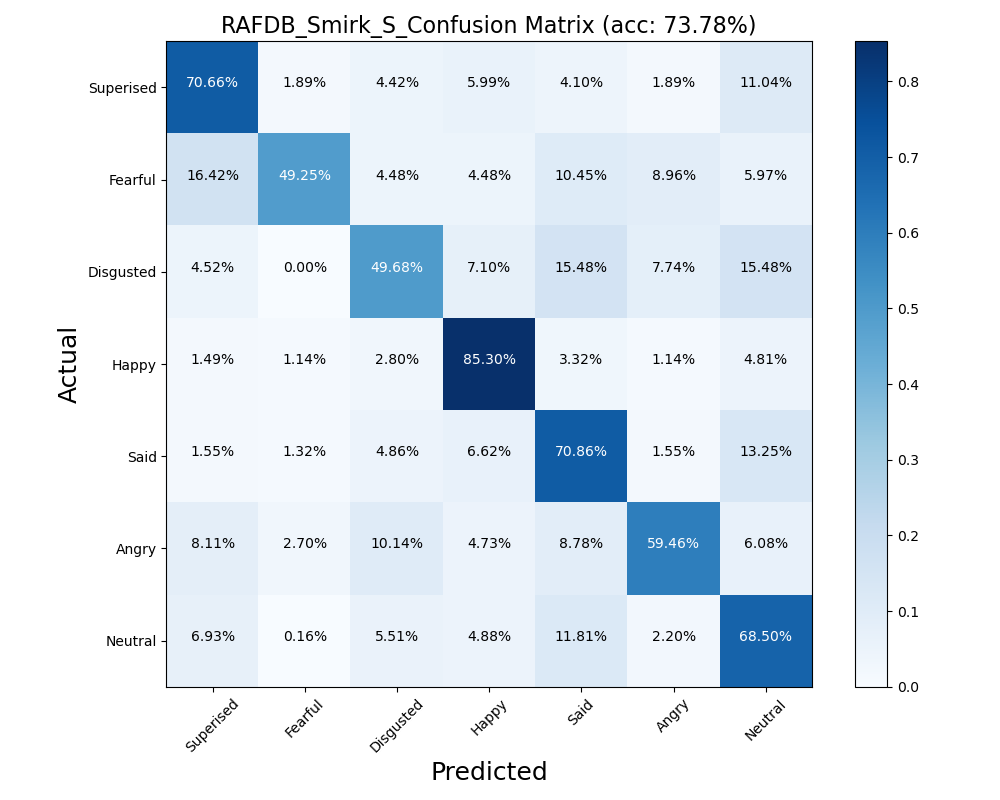 RAFDB_Smirk_S_Confusion Matrix (acc: 73.78%)
Superised 70.66% 1.89% 4.42% 5.99% 4.10% 1.89% 11.04%
Fearful 16.42% 49.25% 4.48% 4.48% 10.45% 8.96% 5.97%
Disgusted 4.52% 0.00% 49.68% 7.10% 15.48% 7.74% 15.48%
Happy 1.49% 1.14% 2.80% 85.30% 3.32% 1.14% 4.81%
Said 1.55% 1.32% 4.86% 6.62% 70.86% 1.55% 13.25%
Angry 8.11% 2.70% 10.14% 4.73% 8.78% 59.46% 6.08%
Neutral 6.93% 0.16% 5.51% 4.88% 11.81% 2.20% 68.50%
Superised Fearful Disgusted Happy Said Angry Neutral
Predicted
Actual
0.8
0.7
0.6
0.5
0.4
0.3
0.2
0.1
0.0